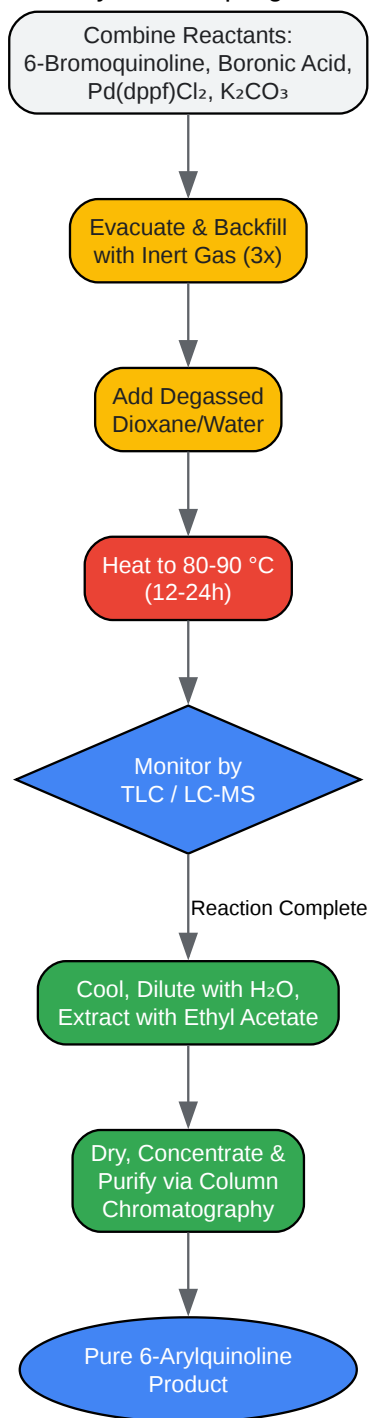 Combine Reactants:
6-Bromoquinoline, Boronic Acid,
Pd(dppf)Cl₂, K₂CO₃
Evacuate & Backfill
with Inert Gas (3x)
Add Degassed
Dioxane/Water
Heat to 80-90 °C
(12-24h)
Monitor by
TLC / LC-MS
Reaction Complete
Cool, Dilute with H₂O,
Extract with Ethyl Acetate
Dry, Concentrate &
Purify via Column
Chromatography
Pure 6-Arylquinoline
Product